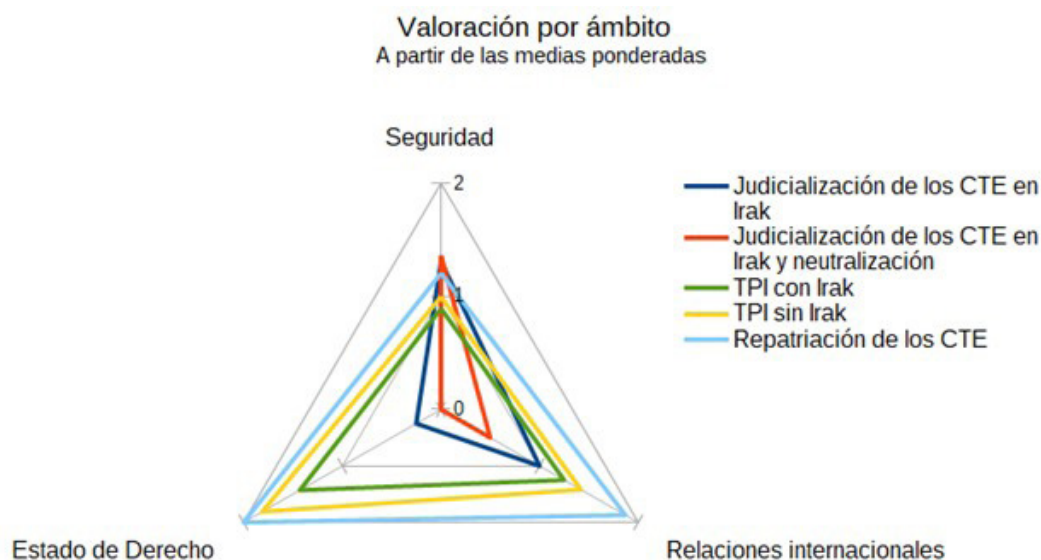 Valoración por ámbito
A partir de las medias ponderadas
Seguridad
2
1
0
Judicialización de los CTE en
Irak
Judicialización de los CTE en
Irak y neutralización
TPI con Irak
TPI sin Irak
Repatriación de los CTE
Estado de Derecho
Relaciones internacionales